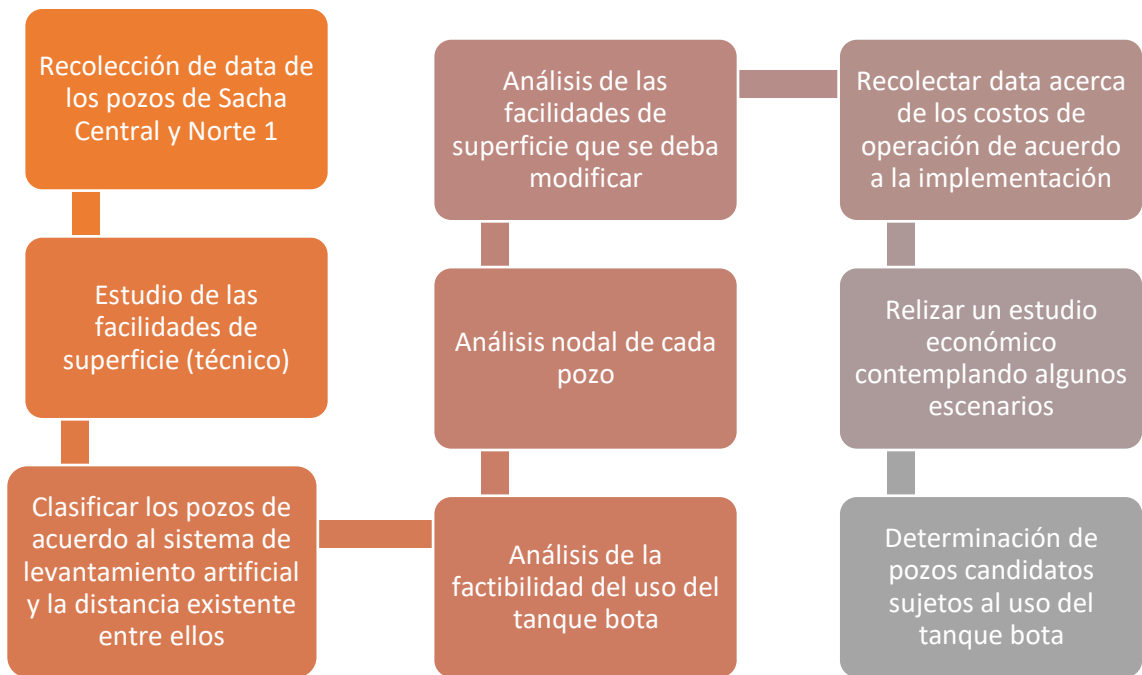 Recolección de data de
los pozos de Sacha
Central y Norte 1
Estudio de las
facilidades de
superficie (técnico)
Clasificar los pozos de
acuerdo al sistema de
levantamiento artificial
y la distancia existente
entre ellos
Análisis de la
factibilidad del uso del
tanque bota
Análisis nodal de cada
pozo
Análisis de las
facilidades de
superficie que se deba
modificar
Recolectar data acerca
de los costos de
operación de acuerdo
a la implementación
Relizar un estudio
económico
contemplando algunos
escenarios
Determinación de
pozos candidatos
sujetos al uso del
tanque bota